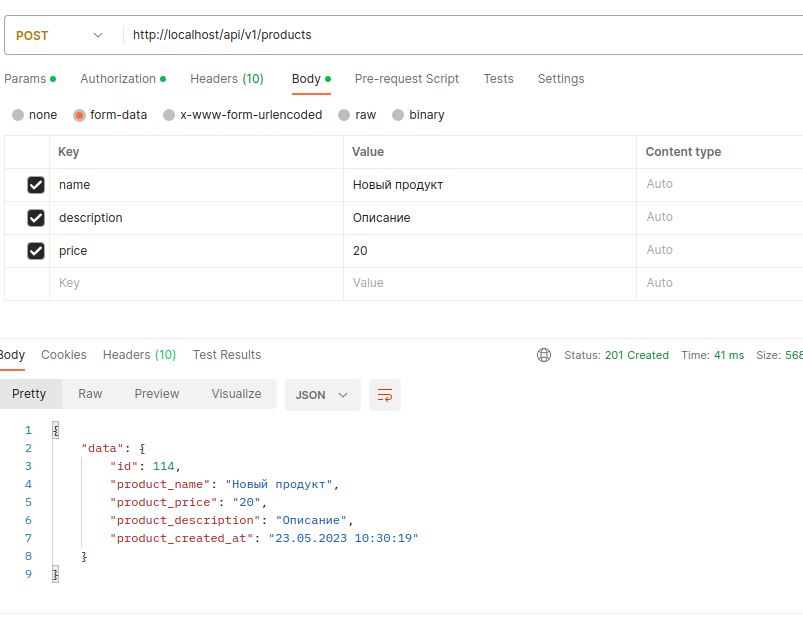 POST http://localhost/api/v1/products
Params Authorization Headers (10) Body Pre-request Script Tests Settings
none form-data x-www-form-urlencoded raw binary
Key Value Content type
name Новый продукт Auto
description Описание Auto
price 20 Auto
Key Value Auto
Body Cookies Headers (10) Test Results Status: 201 Created Time: 41 ms Size: 568
Pretty Raw Preview Visualize JSON
1 {
2 "data": {
3 "id": 114,
4 "product_name": "Новый продукт",
5 "product_price": "20",
6 "product_description": "Описание",
7 "product_created_at": "23.05.2023 10:30:19"
8 }
9 }